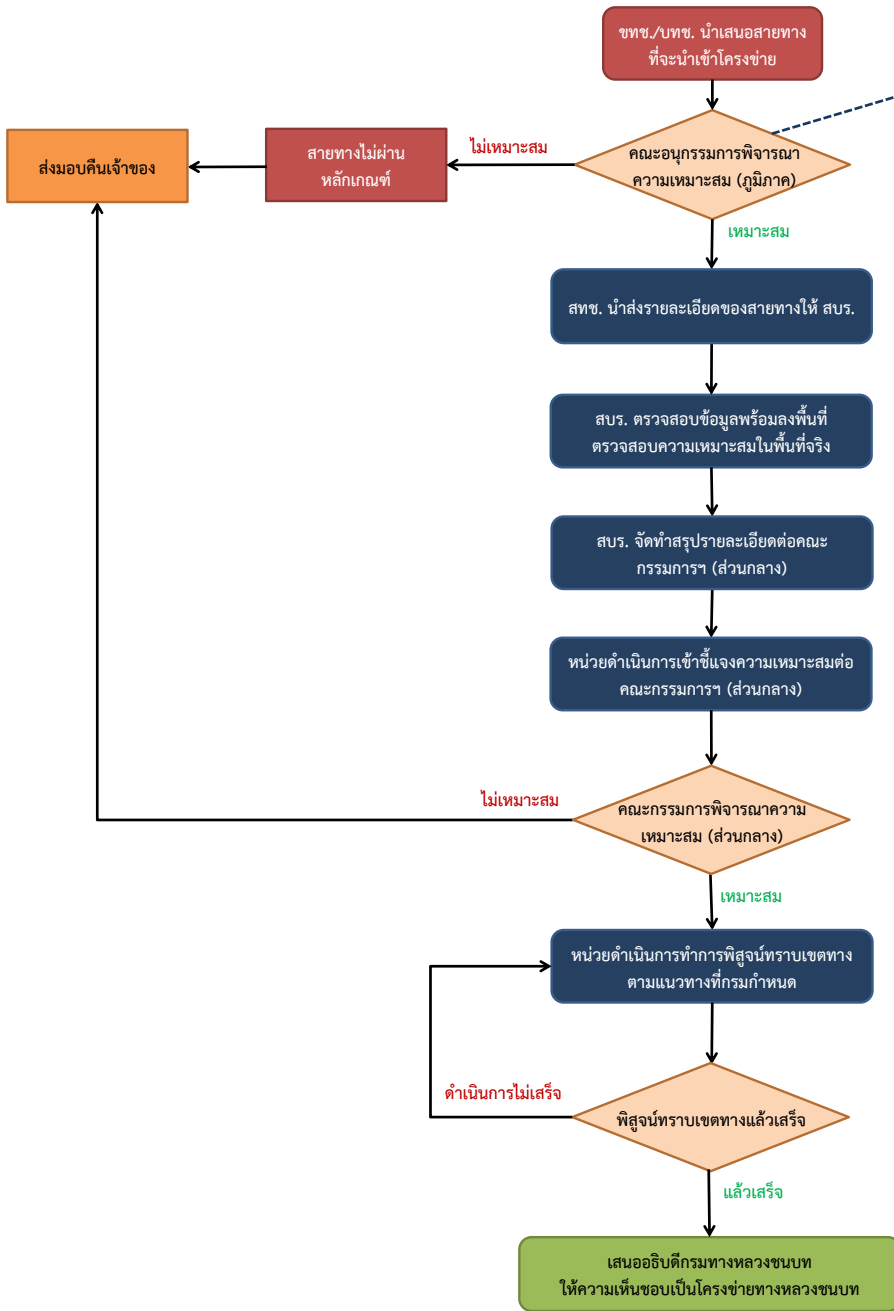 ขทช./บทช. นำเสนอสายทาง
ที่จะนำเข้าโครงข่าย
คณะอนุกรรมการพิจารณา
ความเหมาะสม (ภูมิภาค)
ไม่เหมาะสม
สายทางไม่ผ่าน
หลักเกณฑ์
ส่งมอบคืนเจ้าของ
เหมาะสม
สทช. นำส่งรายละเอียดของสายทางให้ สบร.
สบร. ตรวจสอบข้อมูลพร้อมลงพื้นที่
ตรวจสอบความเหมาะสมในพื้นที่จริง
สบร. จัดทำสรุปรายละเอียดต่อคณะ
กรรมการฯ (ส่วนกลาง)
หน่วยดำเนินการเข้าชี้แจงความเหมาะสมต่อ
คณะกรรมการฯ (ส่วนกลาง)
คณะกรรมการพิจารณาความ
เหมาะสม (ส่วนกลาง)
ไม่เหมาะสม
เหมาะสม
หน่วยดำเนินการทำการพิสูจน์ทราบเขตทาง
ตามแนวทางที่กรมกำหนด
พิสูจน์ทราบเขตทางแล้วเสร็จ
ดำเนินการไม่เสร็จ
แล้วเสร็จ
เสนออธิบดีกรมทางหลวงชนบท
ให้ความเห็นชอบเป็นโครงข่ายทางหลวงชนบท